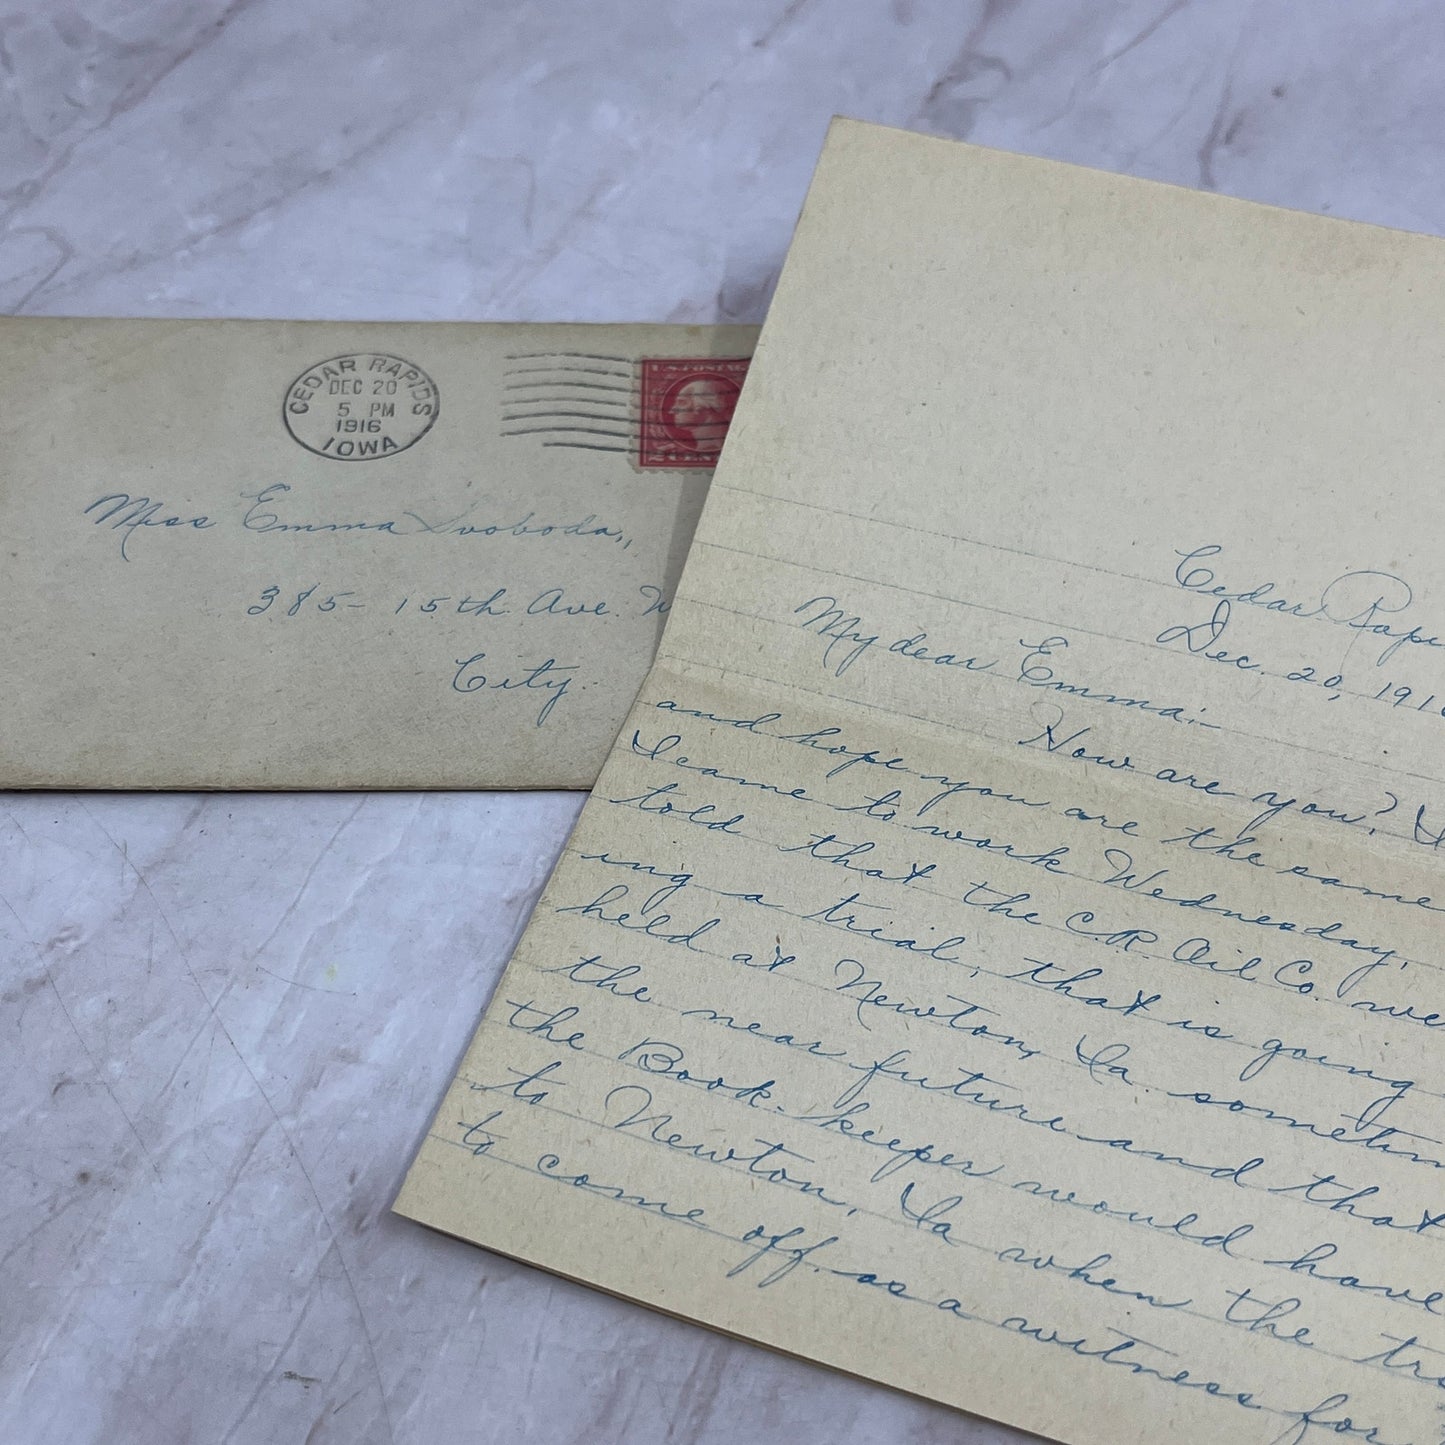 CEDAR RAPIDS
DEC 20
5 PM
1916
IOWA
U.S. POSTAGE
Miss Emma Svoboda,
385- 15th Ave. W
City.
Cedar Rapi
Dec. 20, 191
My dear Emma:-
How are you? I
and hope you are the same
I came to work Wednesday,
told that the C.R. Oil Co. we
ing a trial, that is going
held at Newton, Ia. sometim
the near future and that
the Book-keeper would have
to Newton, Ia when the tri
to come off as a witness for